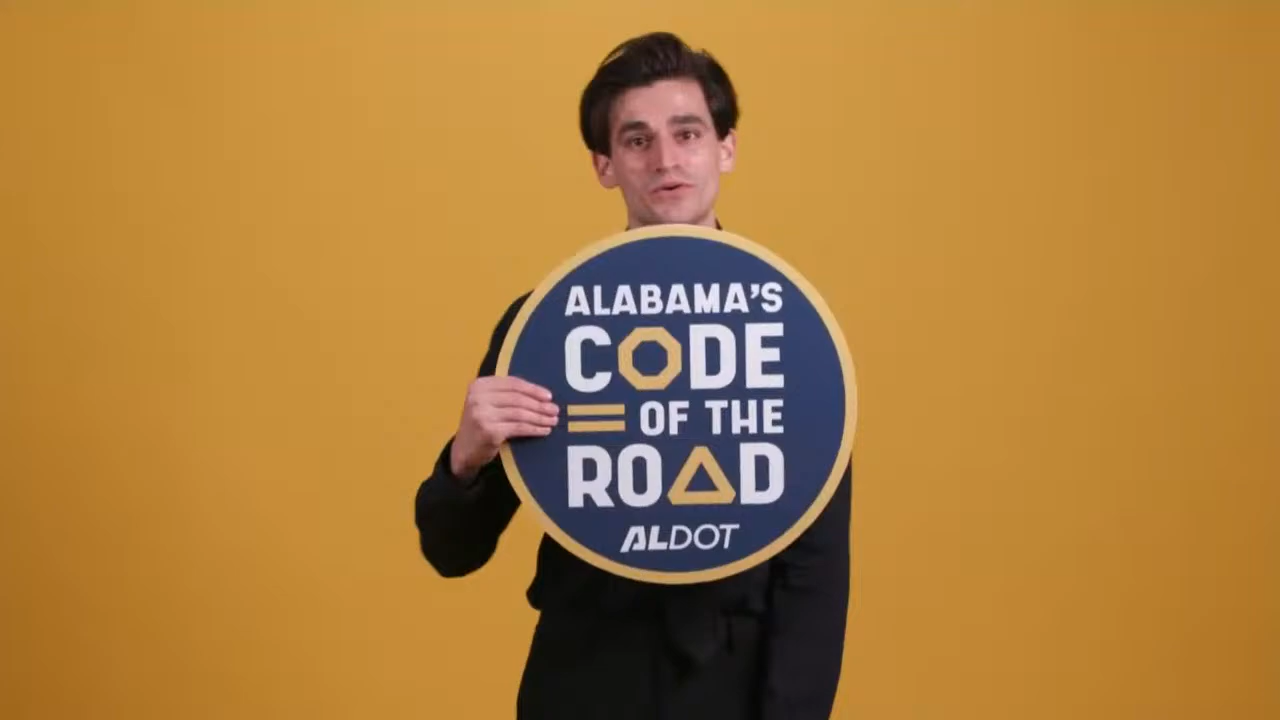 ALABAMA'S
CODE
= OF THE
ROAD
ALDOT